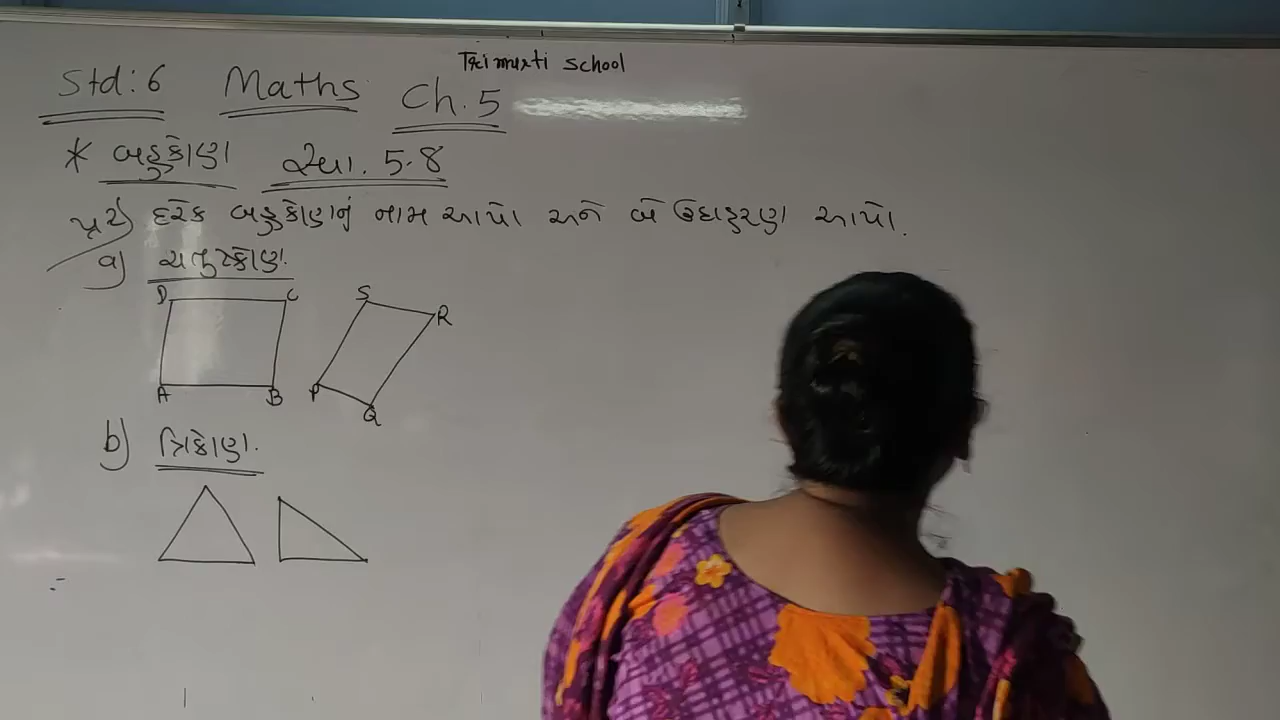 Trimurti school
Std:6 Maths Ch.5
* બહુકોણ સ્વા. 5.8
પ્ર2) દરેક બહુકોણનું નામ આપો અને બે ઉદાહરણ આપો.
a) ચતુષ્કોણ.
D C S R
A B P Q
b) ત્રિકોણ.